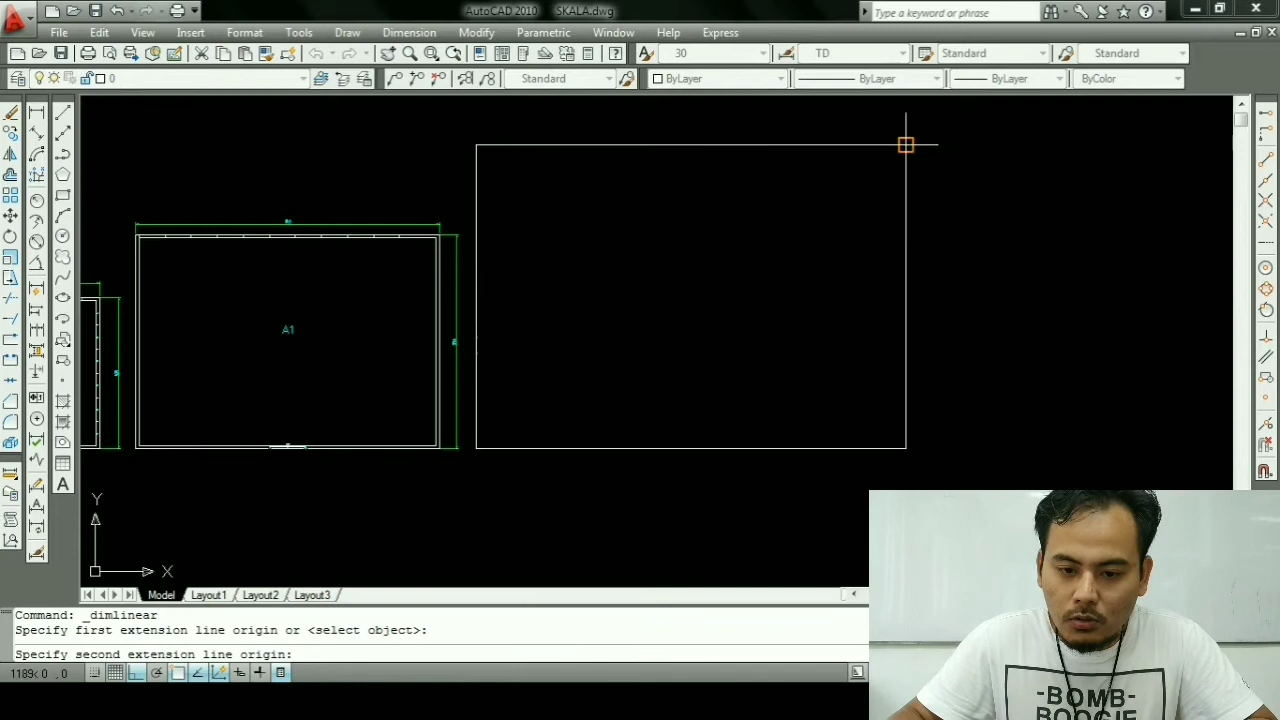 AutoCAD 2010 SKALA.dwg
Type a keyword or phrase
File Edit View Insert Format Tools Draw Dimension Modify Parametric Window Help Express
30 TD Standard Standard
0 Standard ByLayer ByLayer ByLayer ByColor
A1
Y
X
Model Layout1 Layout2 Layout3
Command: _dimlinear
Specify first extension line origin or <select object>:
Specify second extension line origin:
1189< 0 , 0
-BOMB-
BOOGIE